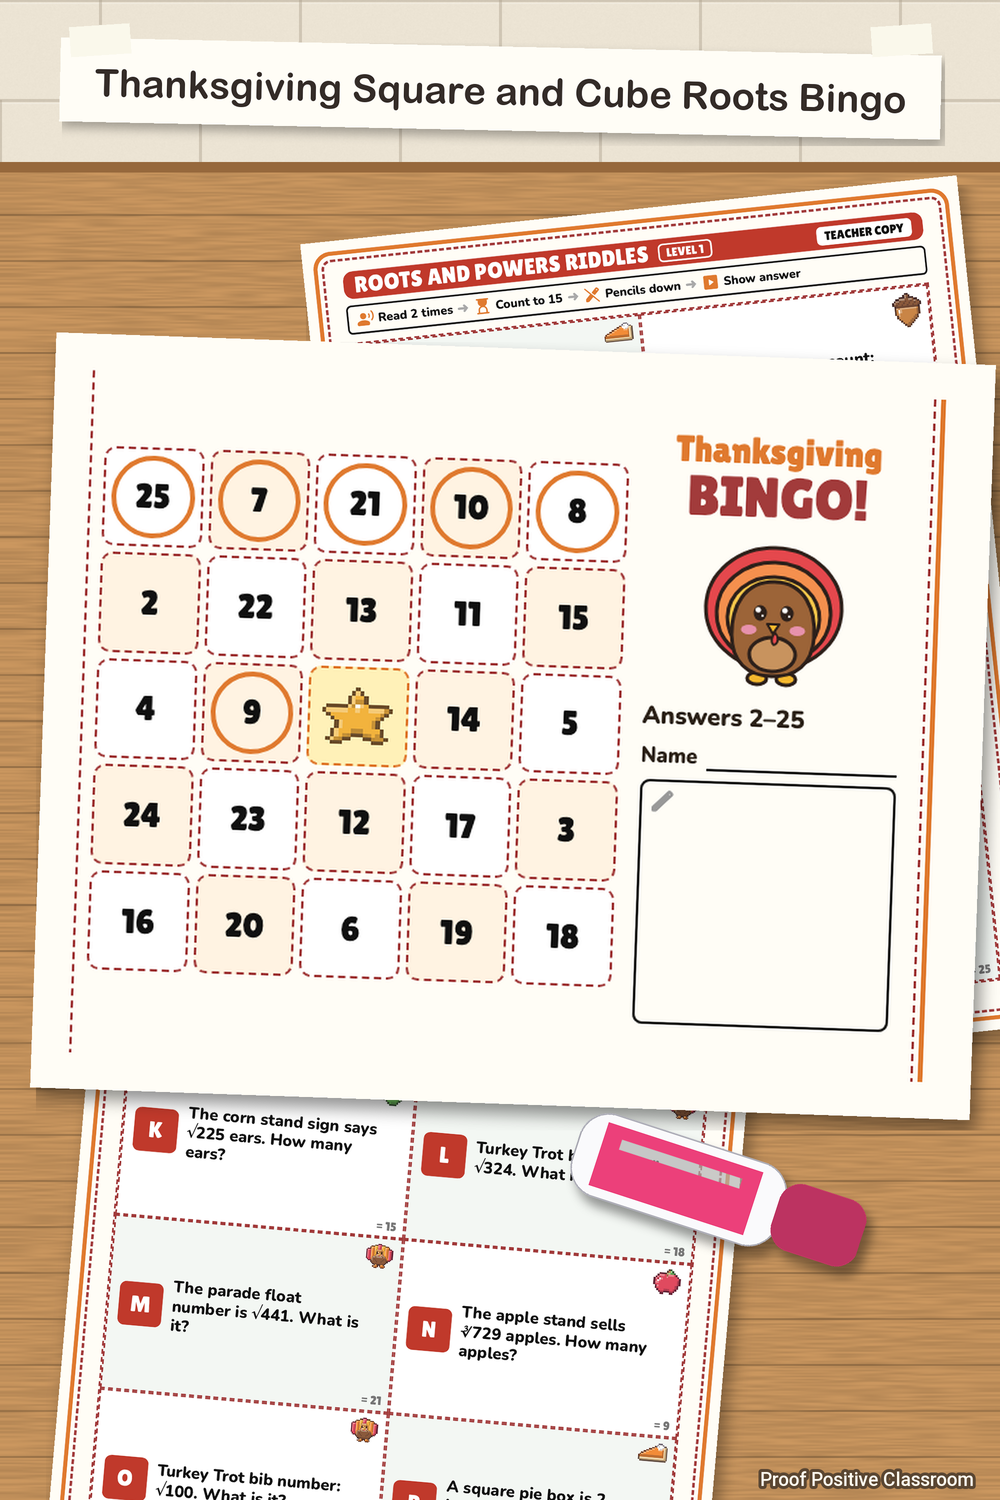 Thanksgiving Square and Cube Roots Bingo
ROOTS AND POWERS RIDDLES LEVEL 1 TEACHER COPY
Read 2 times → Count to 15 → Pencils down → Show answer
Thanksgiving
BINGO!
25 7 21 10 8
2 22 13 11 15
4 9 14 5
24 23 12 17 3
16 20 6 19 18
Answers 2–25
Name
25
K
The corn stand sign says
√225 ears. How many
ears?
= 15
L
Turkey Trot
√324. What
= 18
M
The parade float
number is √441. What is
it?
= 21
N
The apple stand sells
∛729 apples. How many
apples?
= 9
O
Turkey Trot bib number:
√100. What is it?
A square pie box is 2
Proof Positive Classroom